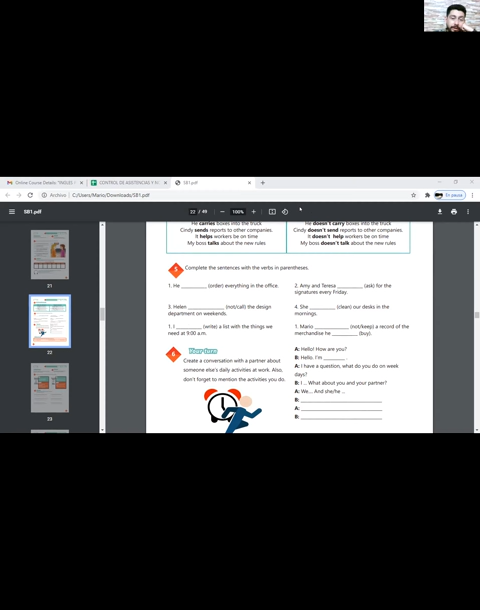 Online Course Details: "INGLES I
CONTROL DE ASISTENCIAS Y
SB1.pdf
Archivo
C:/Users/Mario/Downloads/SB1.pdf
En pausa
SB1.pdf
22 / 49
100%
21
22
23
He carries boxes into the truck
Cindy sends reports to other companies.
It helps workers be on time
My boss talks about the new rules
He doesn't carry boxes into the truck
Cindy doesn't send reports to other companies.
It doesn't help workers be on time
My boss doesn't talk about the new rules
5
Complete the sentences with the verbs in parentheses.
1. He __________ (order) everything in the office.
2. Amy and Teresa __________ (ask) for the
signatures every Friday
3. Helen ______________ (not/call) the design
department on weekends.
4. She __________ (clean) our desks in the
mornings.
1. I __________ (write) a list with the things we
need at 9:00 a.m.
1. Mario __________ (not/keep) a record of the
merchandise he __________ (buy).
6
Your turn
Create a conversation with a partner about
someone else's daily activities at work. Also,
don't forget to mention the activities you do.
A: Hello! How are you?
B: Hello. I'm ________ .
A: I have a question, what do you do on week
days?
B: I .. What about you and your partner?
A: We... And she/he ..
B: ______________________________
A: ______________________________
B: ______________________________